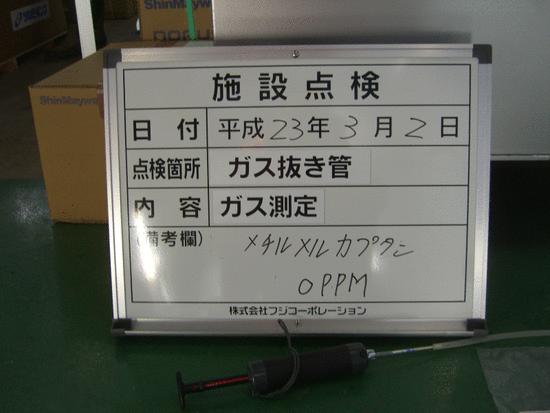 ShinMaywa
ShinMaywa
施設点検
日付 平成23年3月2日
点検箇所 ガス抜き管
内容 ガス測定
(備考欄) メチルメルカプタン
0PPM
株式会社フジコーポレーション